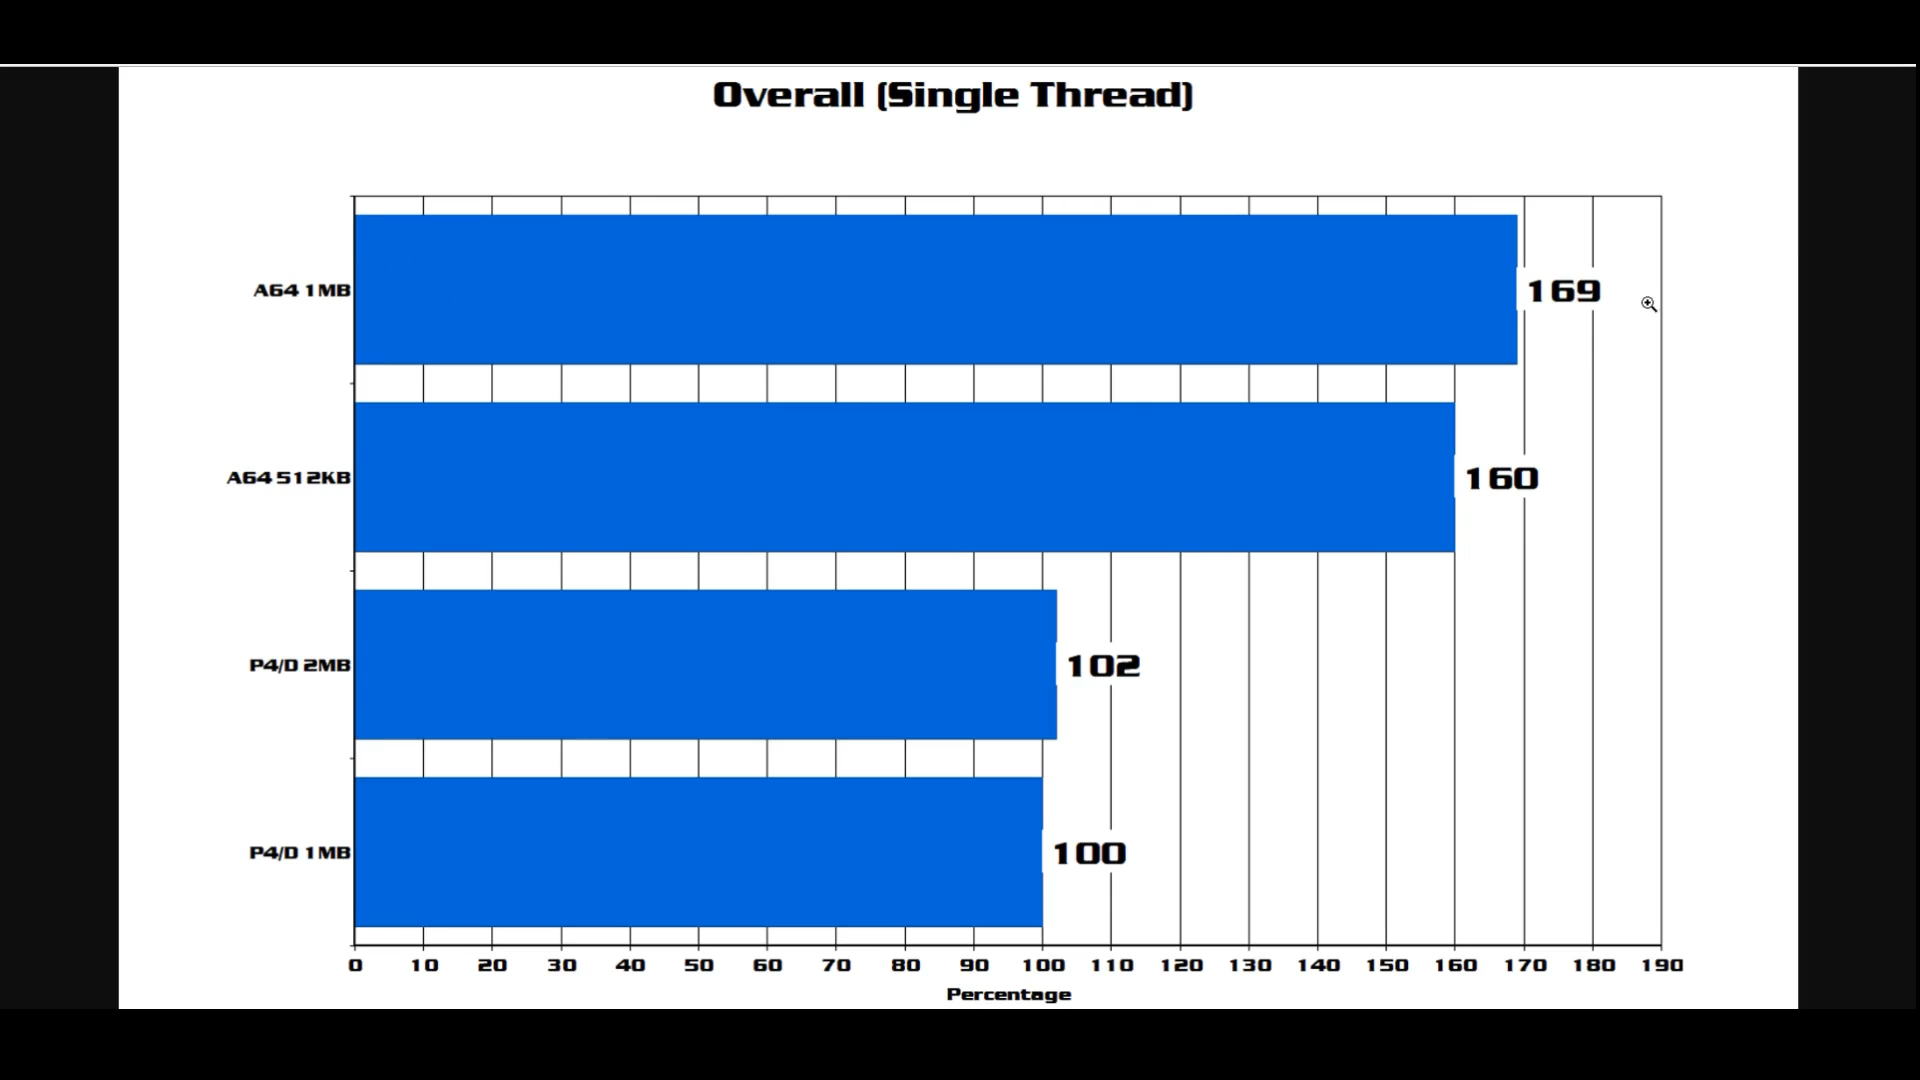 Overall (Single Thread)
A64 1MB
169
A64 512KB
160
P4/D 2MB
102
P4/D 1MB
100
0 10 20 30 40 50 60 70 80 90 100 110 120 130 140 150 160 170 180 190
Percentage